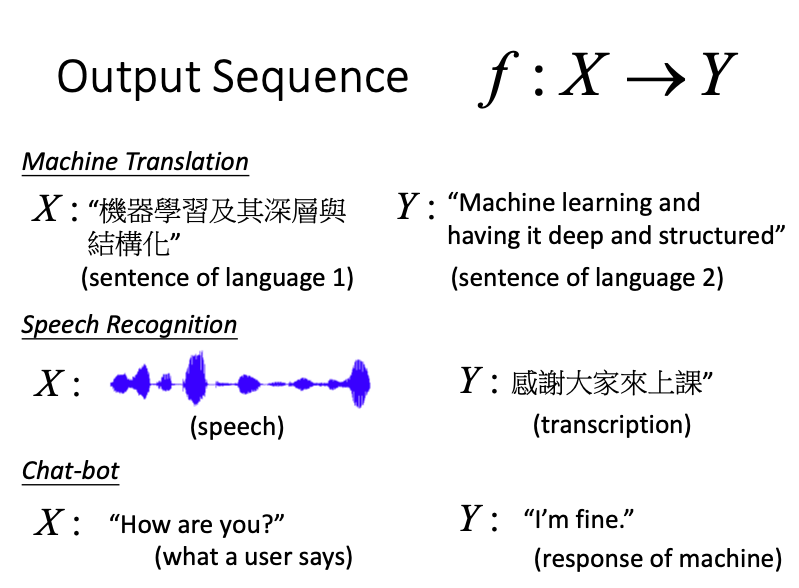 Output Sequence f : X → Y
Machine Translation
X : “機器學習及其深層與
結構化”
(sentence of language 1)
Y : “Machine learning and
having it deep and structured”
(sentence of language 2)
Speech Recognition
X :
(speech)
Y : 感謝大家來上課”
(transcription)
Chat-bot
X : “How are you?”
(what a user says)
Y : “I’m fine.”
(response of machine)